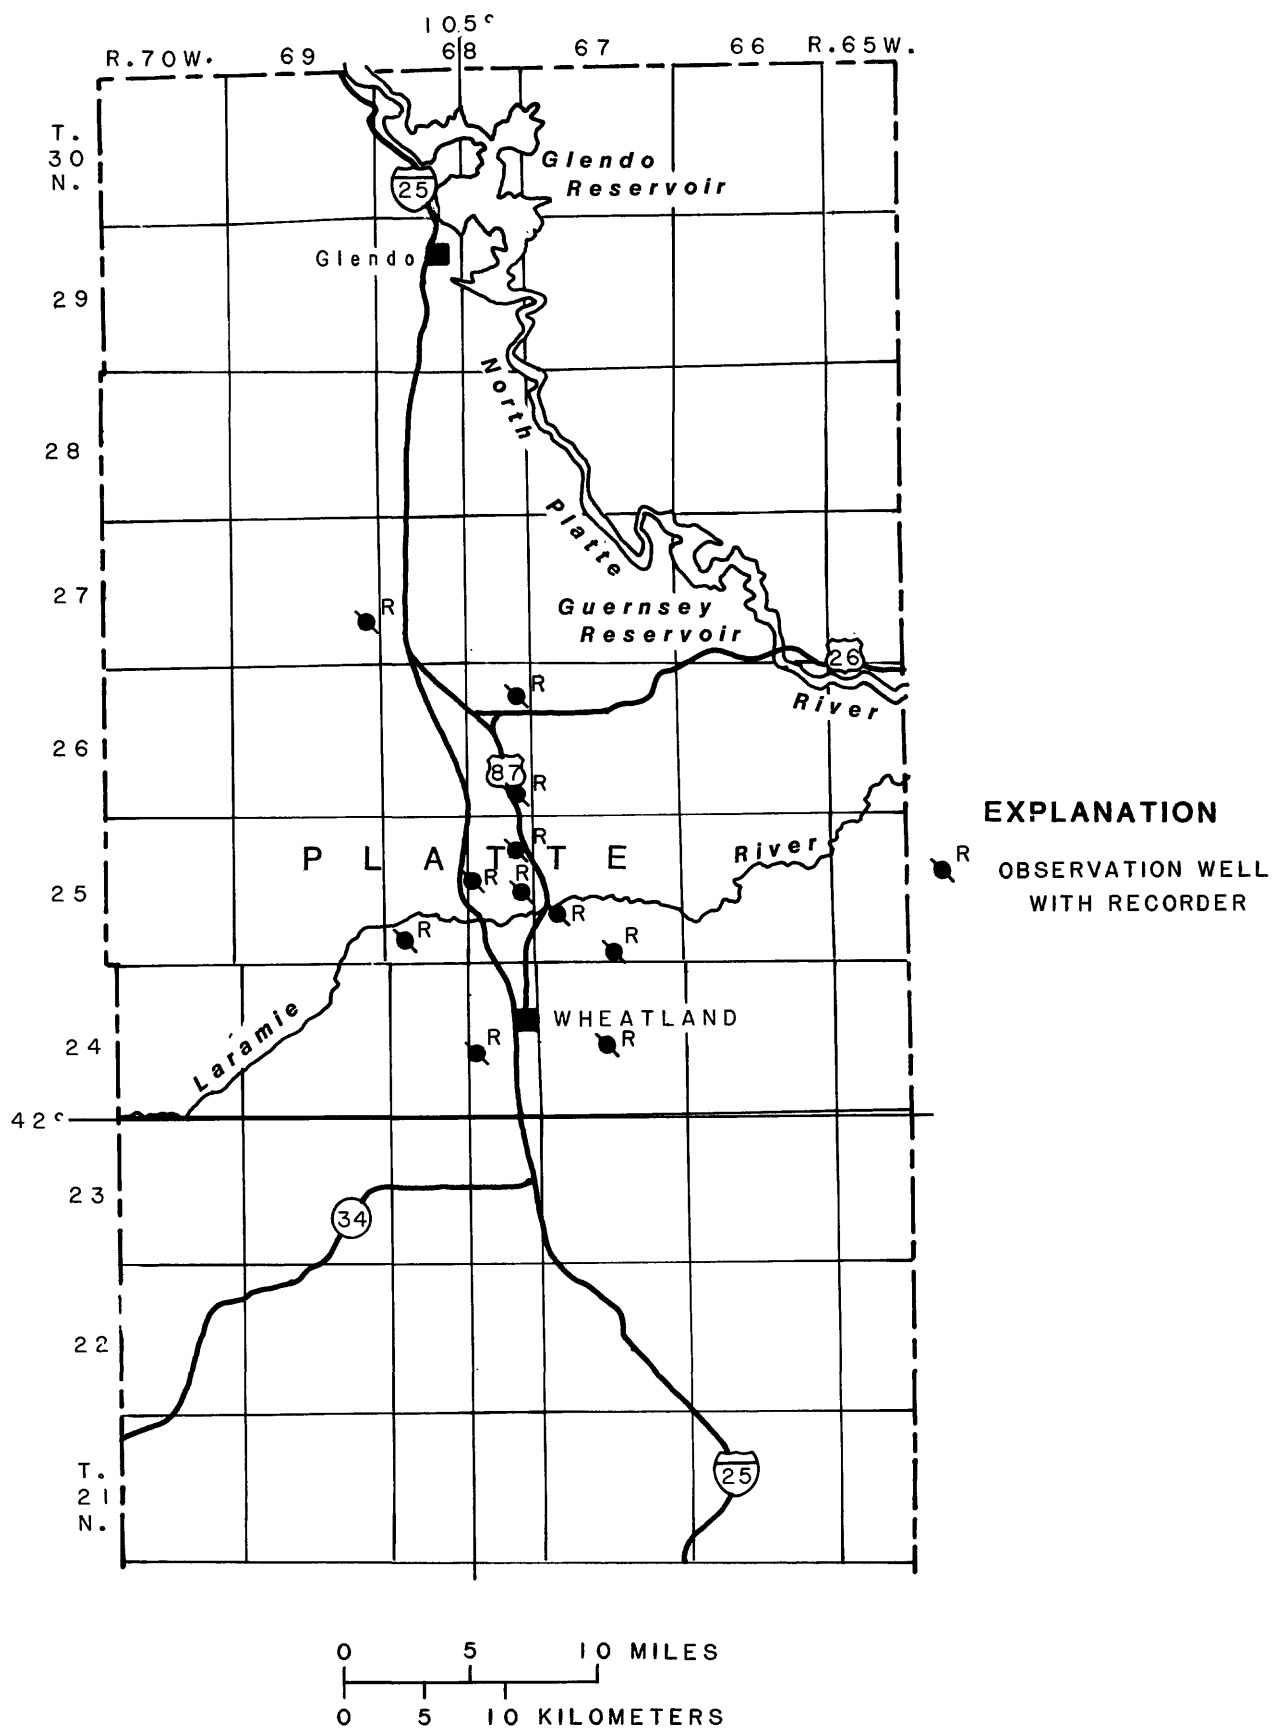 105°
R.70W. 69 68 67 66 R.65W.
T.
30
N.
Glendo
Reservoir
25
Glendo
29
North
28
Platte
27
R
Guernsey
Reservoir
26
R
River
26
87
R
R
PLATTE
River
25
R
R
R
R
R
Laramie
WHEATLAND
24
R
R
42°
23
34
22
T.
21
N.
25
EXPLANATION
R
OBSERVATION WELL
WITH RECORDER
0 5 10 MILES
0 5 10 KILOMETERS